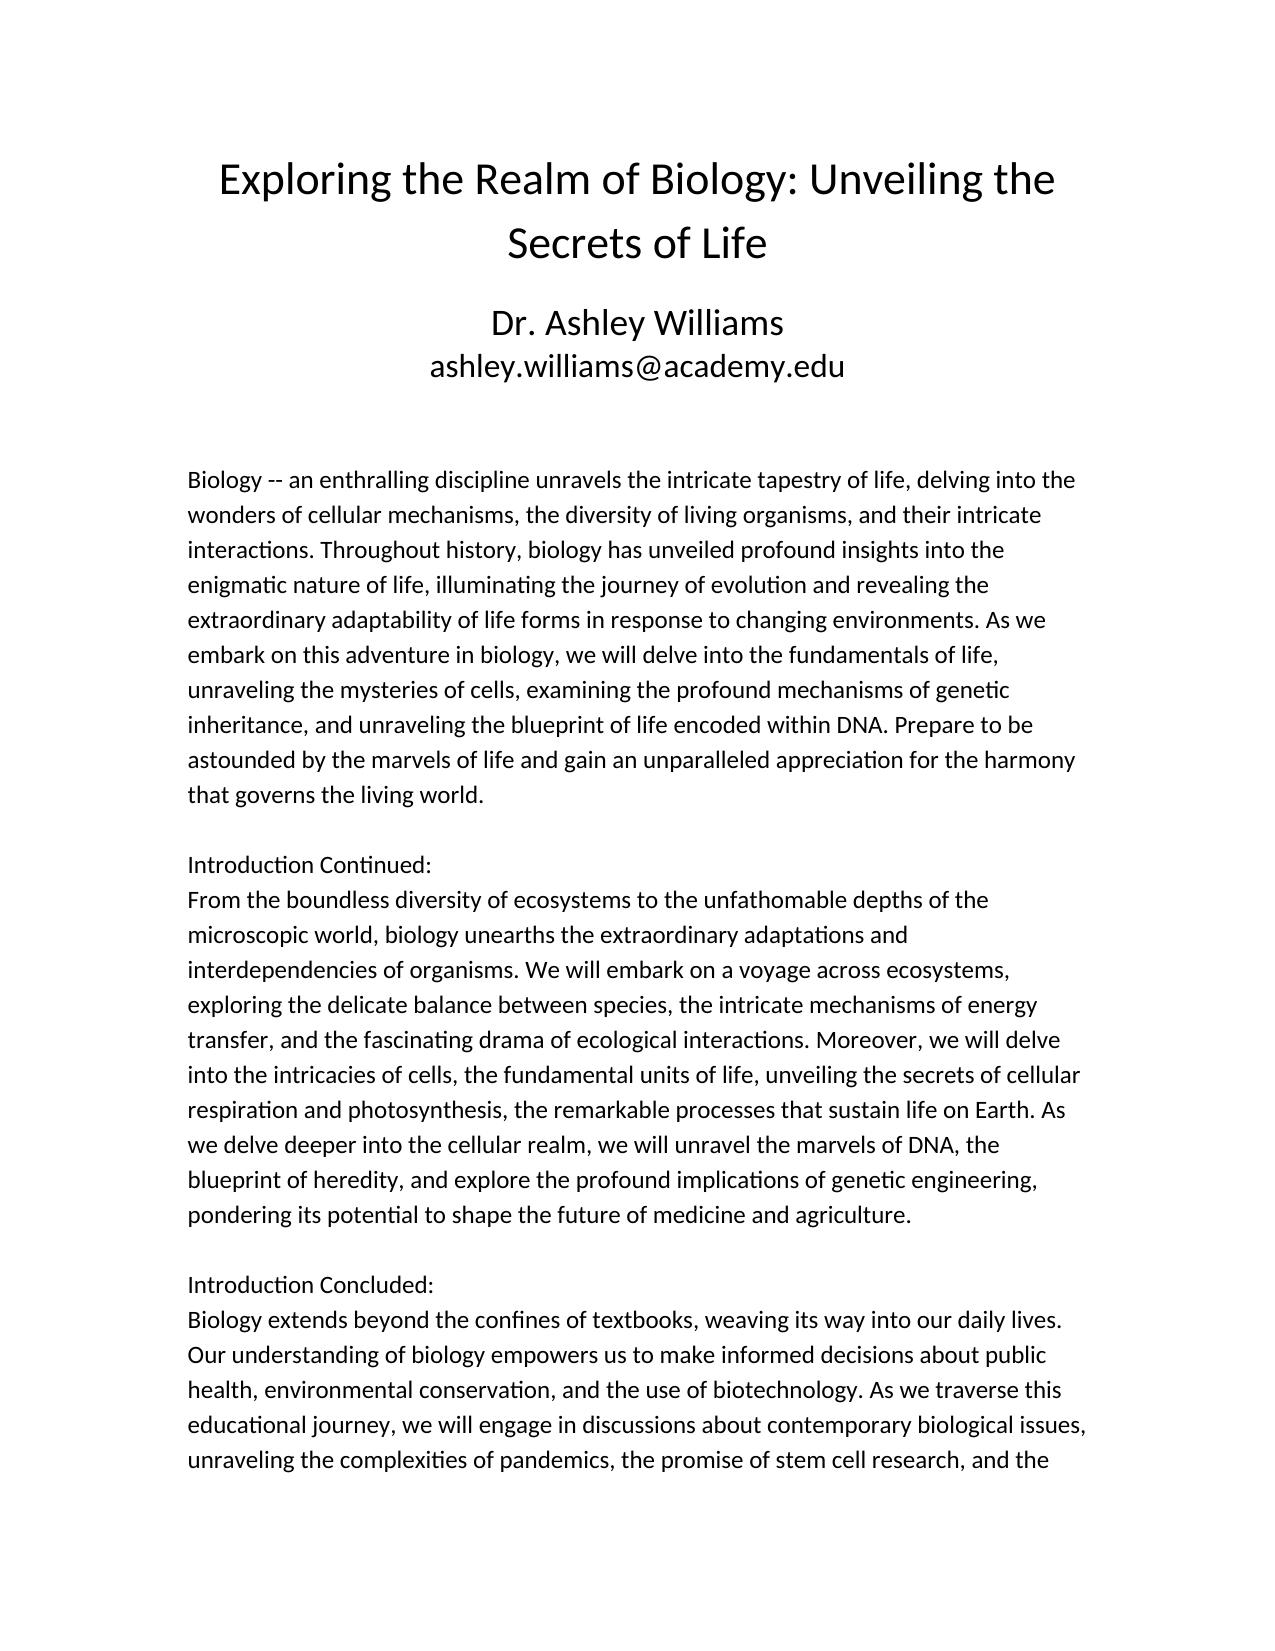 Exploring the Realm of Biology: Unveiling the
Secrets of Life
Dr. Ashley Williams
ashley.williams@academy.edu
Biology -- an enthralling discipline unravels the intricate tapestry of life, delving into the
wonders of cellular mechanisms, the diversity of living organisms, and their intricate
interactions. Throughout history, biology has unveiled profound insights into the
enigmatic nature of life, illuminating the journey of evolution and revealing the
extraordinary adaptability of life forms in response to changing environments. As we
embark on this adventure in biology, we will delve into the fundamentals of life,
unraveling the mysteries of cells, examining the profound mechanisms of genetic
inheritance, and unraveling the blueprint of life encoded within DNA. Prepare to be
astounded by the marvels of life and gain an unparalleled appreciation for the harmony
that governs the living world.
Introduction Continued:
From the boundless diversity of ecosystems to the unfathomable depths of the
microscopic world, biology unearths the extraordinary adaptations and
interdependencies of organisms. We will embark on a voyage across ecosystems,
exploring the delicate balance between species, the intricate mechanisms of energy
transfer, and the fascinating drama of ecological interactions. Moreover, we will delve
into the intricacies of cells, the fundamental units of life, unveiling the secrets of cellular
respiration and photosynthesis, the remarkable processes that sustain life on Earth. As
we delve deeper into the cellular realm, we will unravel the marvels of DNA, the
blueprint of heredity, and explore the profound implications of genetic engineering,
pondering its potential to shape the future of medicine and agriculture.
Introduction Concluded:
Biology extends beyond the confines of textbooks, weaving its way into our daily lives.
Our understanding of biology empowers us to make informed decisions about public
health, environmental conservation, and the use of biotechnology. As we traverse this
educational journey, we will engage in discussions about contemporary biological issues,
unraveling the complexities of pandemics, the promise of stem cell research, and the